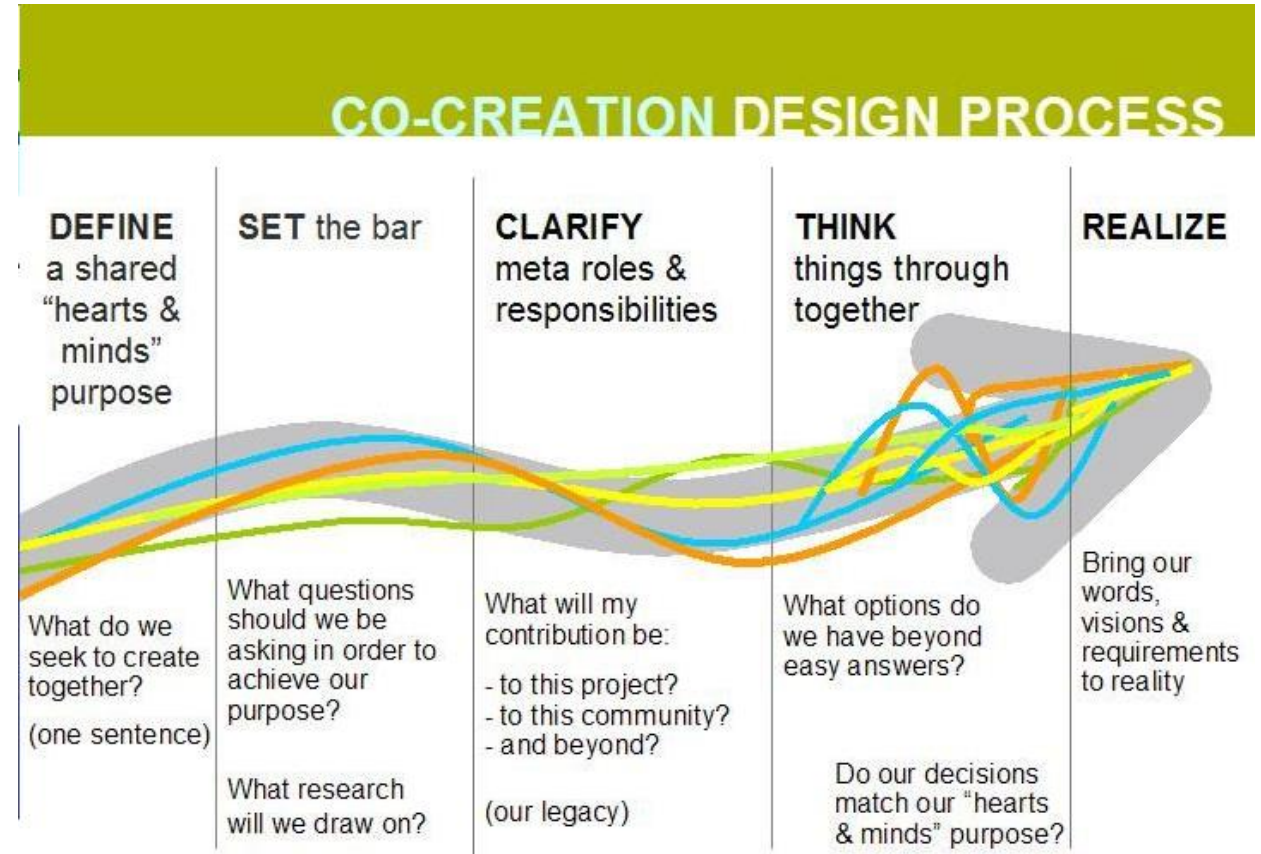 CO-CREATION DESIGN PROCESS
DEFINE
a shared
“hearts &
minds”
purpose
What do we
seek to create
together?
(one sentence)
SET the bar
What questions
should we be
asking in order to
achieve our
purpose?
What research
will we draw on?
CLARIFY
meta roles &
responsibilities
What will my
contribution be:
- to this project?
- to this community?
- and beyond?
(our legacy)
THINK
things through
together
What options do
we have beyond
easy answers?
Do our decisions
match our “hearts
& minds” purpose?
REALIZE
Bring our
words,
visions &
requirements
to reality